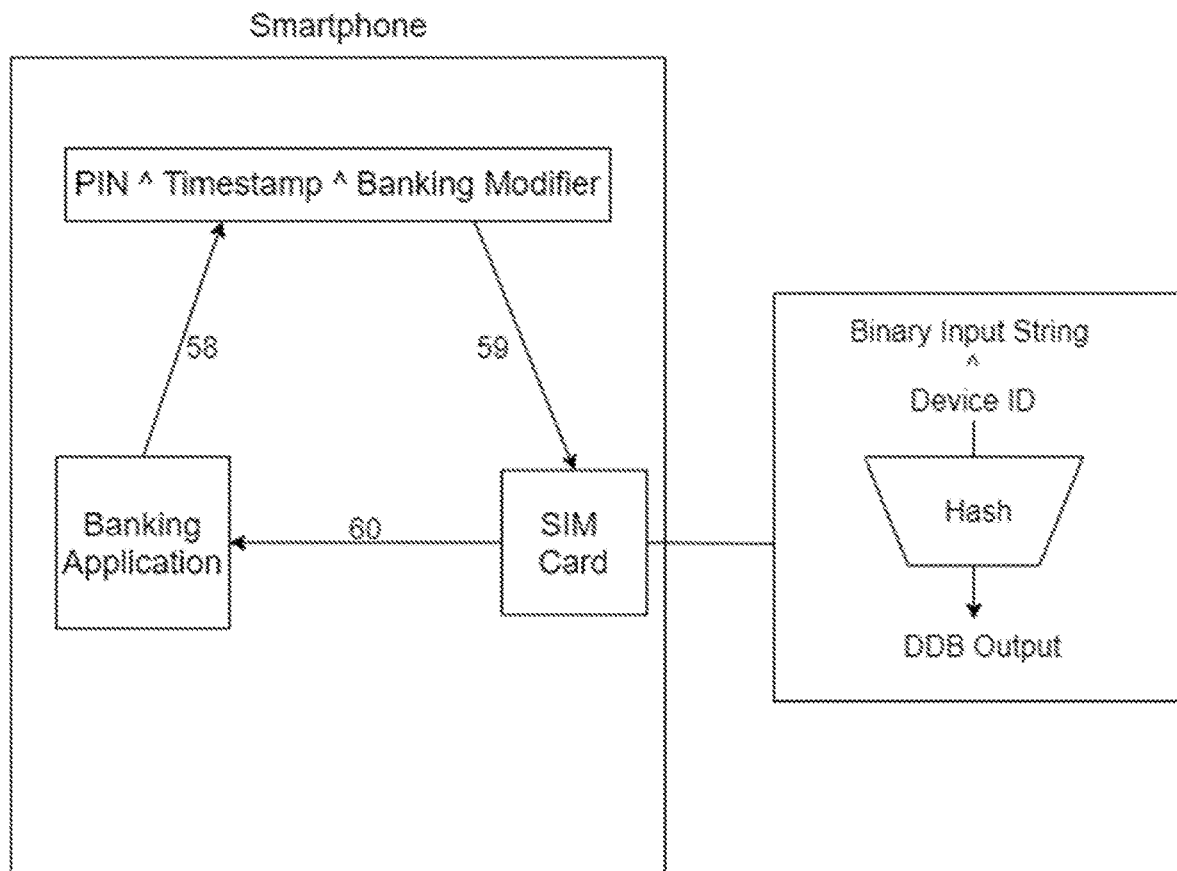 Smartphone
PIN ^ Timestamp ^ Banking Modifier
58
59
Banking
Application
60
SIM
Card
Binary Input String
^
Device ID
Hash
DDB Output